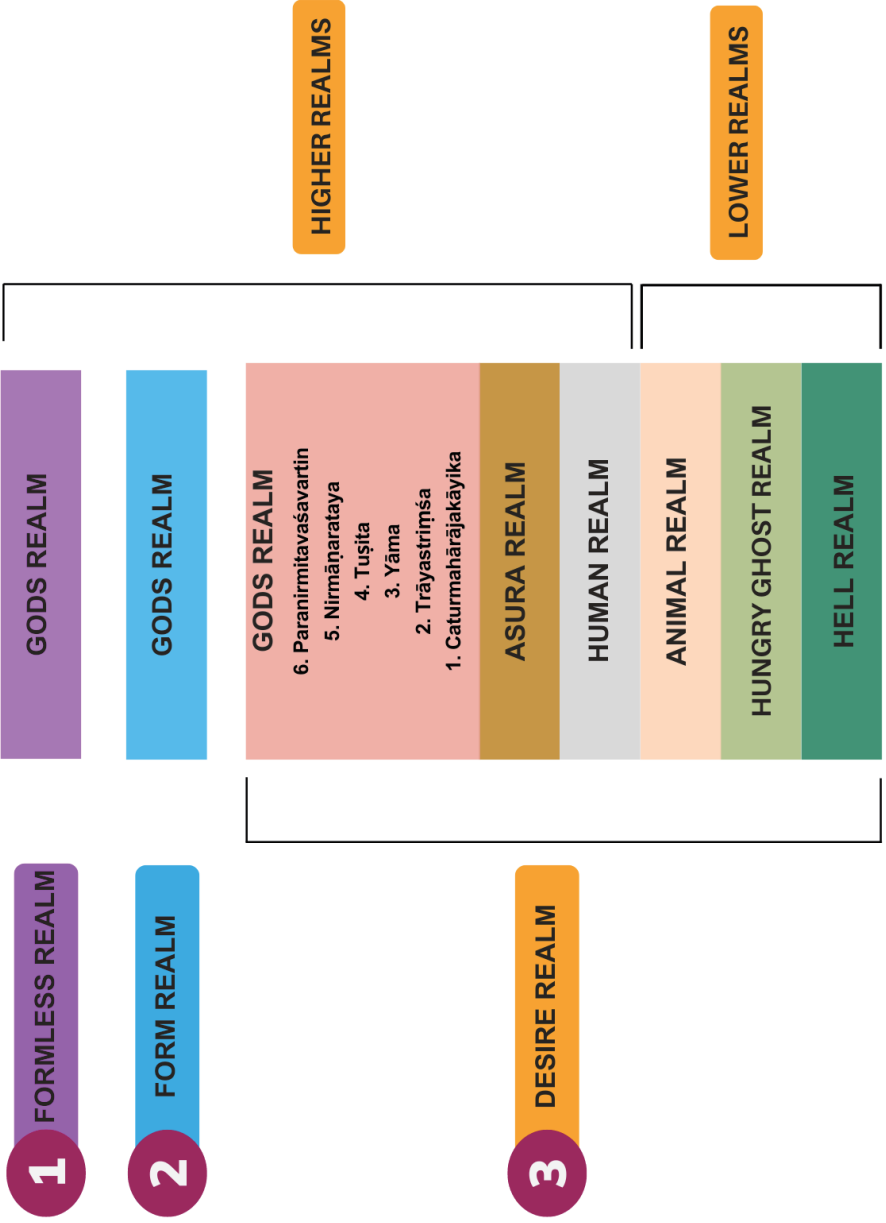 1
FORMLESS REALM
GODS REALM
2
FORM REALM
GODS REALM
3
DESIRE REALM
GODS REALM
6. Paranirmitavaśavartin
5. Nirmāṇarataya
4. Tuṣita
3. Yāma
2. Trāyastriṃśa
1. Caturmahārājakāyika
ASURA REALM
HUMAN REALM
ANIMAL REALM
HUNGRY GHOST REALM
HELL REALM
HIGHER REALMS
LOWER REALMS